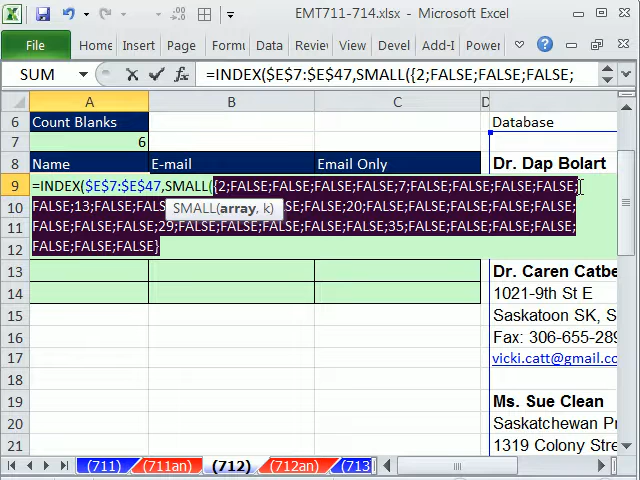 EMT711-714.xlsx - Microsoft Excel
File Home Insert Page Formu Data Review View Devel Add-I Power
SUM fx =INDEX($E$7:$E$47,SMALL({2;FALSE;FALSE;FALSE;
A B C D E
6 Count Blanks Database
7 6
8 Name E-mail Email Only Dr. Dap Bolart
9 =INDEX($E$7:$E$47,SMALL({2;FALSE;FALSE;FALSE;FALSE;7;FALSE;FALSE;FALSE;FALSE;
10 FALSE;13;FALSE;FALS SE;20;FALSE;FALSE;FALSE;FALSE;
SMALL(array, k)
11 FALSE;FALSE;FALSE;29;FALSE;FALSE;FALSE;FALSE;35;FALSE;FALSE;FALSE;
12 FALSE;FALSE;FALSE}
13 Dr. Caren Catbe
14 1021-9th St E
15 Saskatoon SK, S
16 Fax: 306-655-289
17 vicki.catt@gmail.co
18
19 Ms. Sue Clean
20 Saskatchewan Pr
21 1319 Colony Stre
(711) (711an) (712) (712an) (713